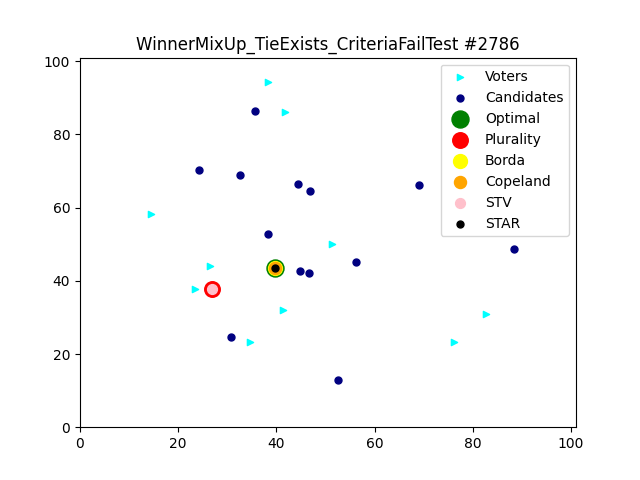 WinnerMixUp_TieExists_CriteriaFailTest #2786
100
80
60
40
20
0
0 20 40 60 80 100
Voters
Candidates
Optimal
Plurality
Borda
Copeland
STV
STAR